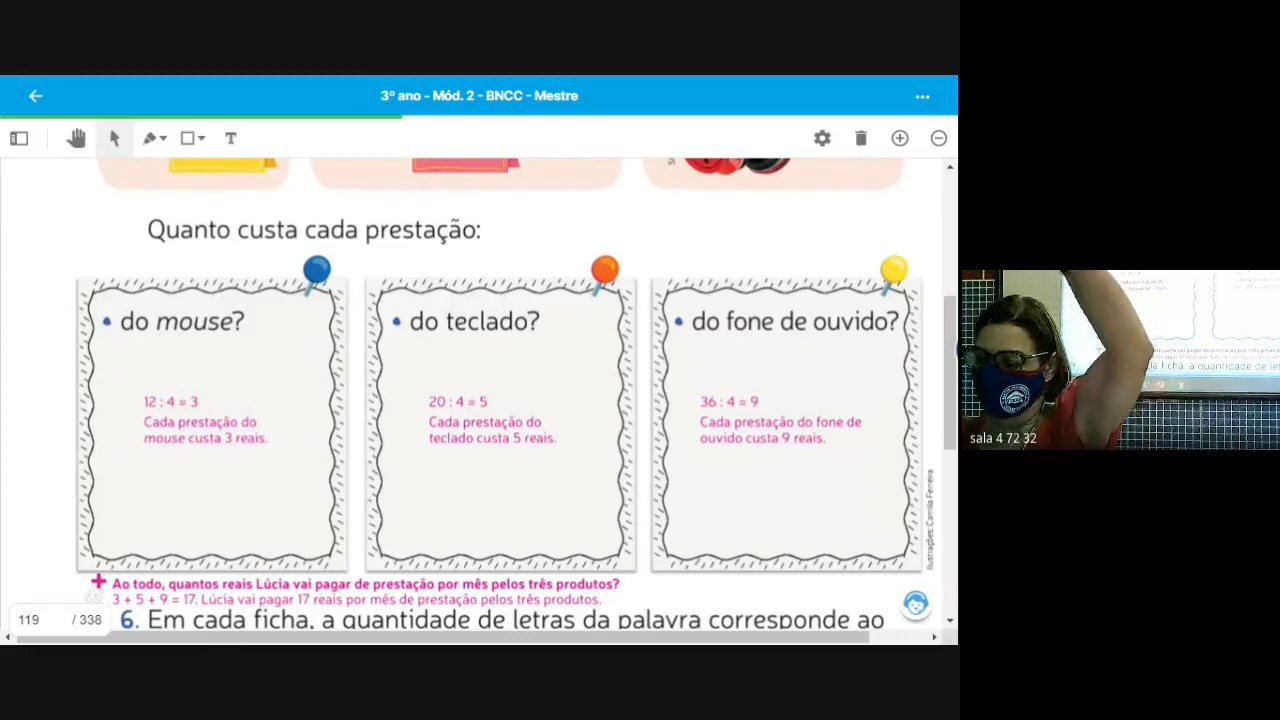 3º ano - Mód. 2 - BNCC - Mestre
T
Quanto custa cada prestação:
• do mouse?
12 : 4 = 3
Cada prestação do
mouse custa 3 reais.
• do teclado?
20 : 4 = 5
Cada prestação do
teclado custa 5 reais.
• do fone de ouvido?
36 : 4 = 9
Cada prestação do fone de
ouvido custa 9 reais.
Ilustrações: Camila Ferreira
+ Ao todo, quantos reais Lúcia vai pagar de prestação por mês pelos três produtos?
3 + 5 + 9 = 17. Lúcia vai pagar 17 reais por mês de prestação pelos três produtos.
119 / 338
6. Em cada ficha, a quantidade de letras da palavra corresponde ao
sala 4 72 32